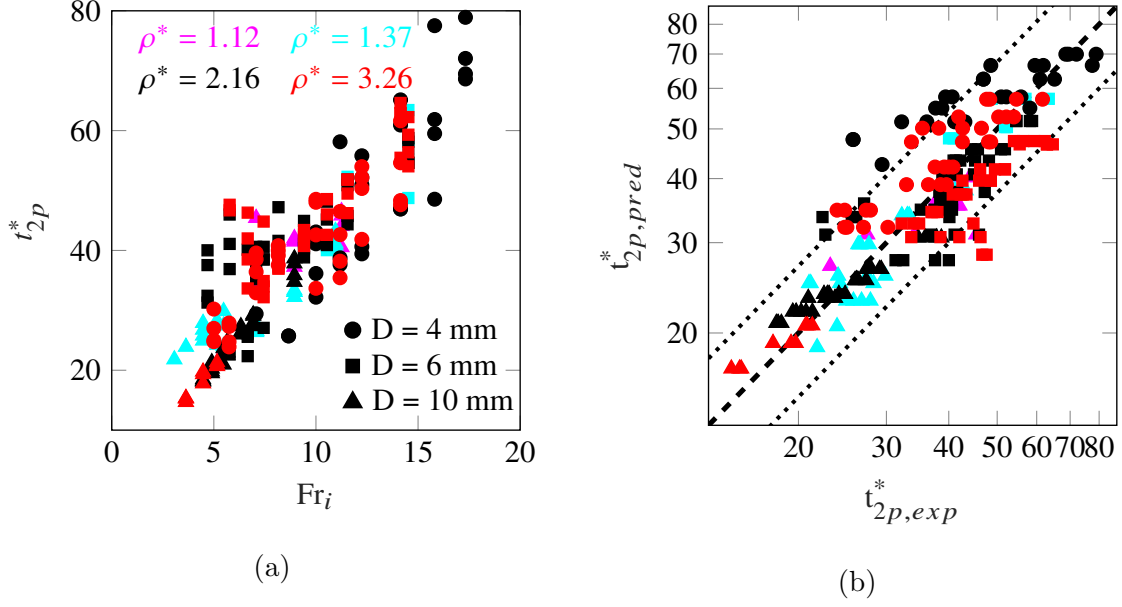 80
60
40
20
0
5
10
15
20
t*2p
Fri
ρ* = 1.12
ρ* = 1.37
ρ* = 2.16
ρ* = 3.26
D = 4 mm
D = 6 mm
D = 10 mm
(a)
80
70
60
50
40
30
20
20
30
40
50
60
70
80
t*2p,pred
t*2p,exp
(b)